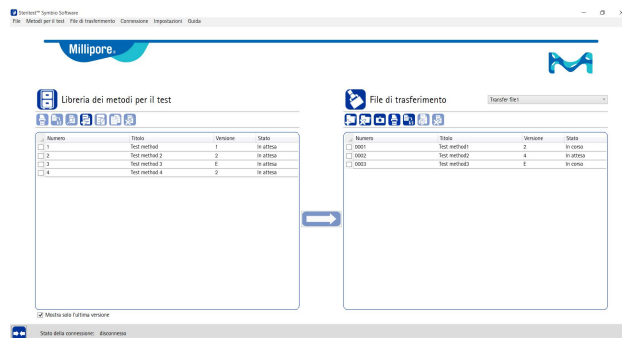 Steritest™ Symbio Software
File Metodi per il test File di trasferimento Connessione Impostazioni Guida
Millipore®
Libreria dei metodi per il test
File di trasferimento
Transfer file1
Numero Titolo Versione Stato
1 Test method 1 In attesa
2 Test method 2 2 In attesa
3 Test method 3 E In attesa
4 Test method 4 2 In attesa
Numero Titolo Versione Stato
0001 Test method1 2 In corso
0002 Test method2 4 In attesa
0003 Test method3 E In corso
Mostra solo l'ultima versione
Stato della connessione: disconnesso